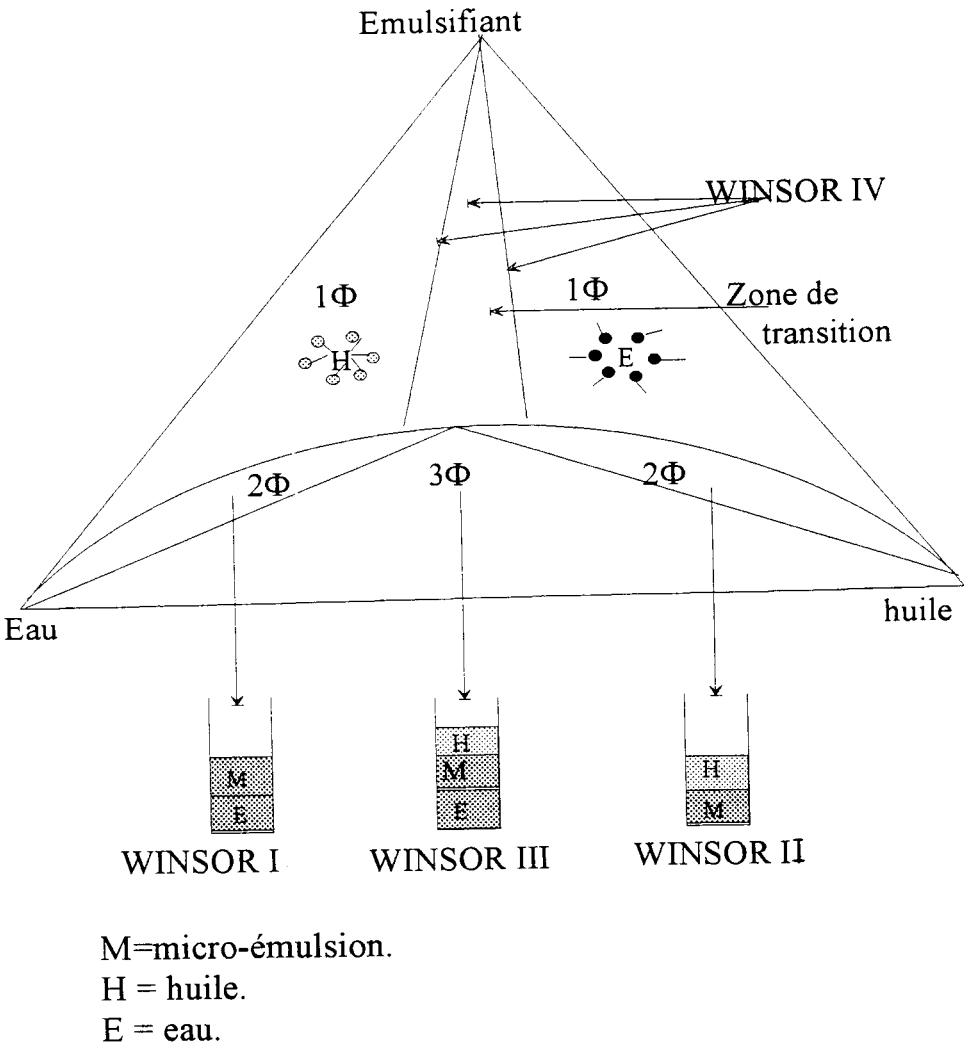 Emulsifiant
WINSOR IV
1Φ
1Φ
Zone de
transition
H
E
2Φ
3Φ
2Φ
Eau
huile
M
E
H
M
E
H
M
WINSOR I
WINSOR III
WINSOR II
M=micro-émulsion.
H = huile.
E = eau.